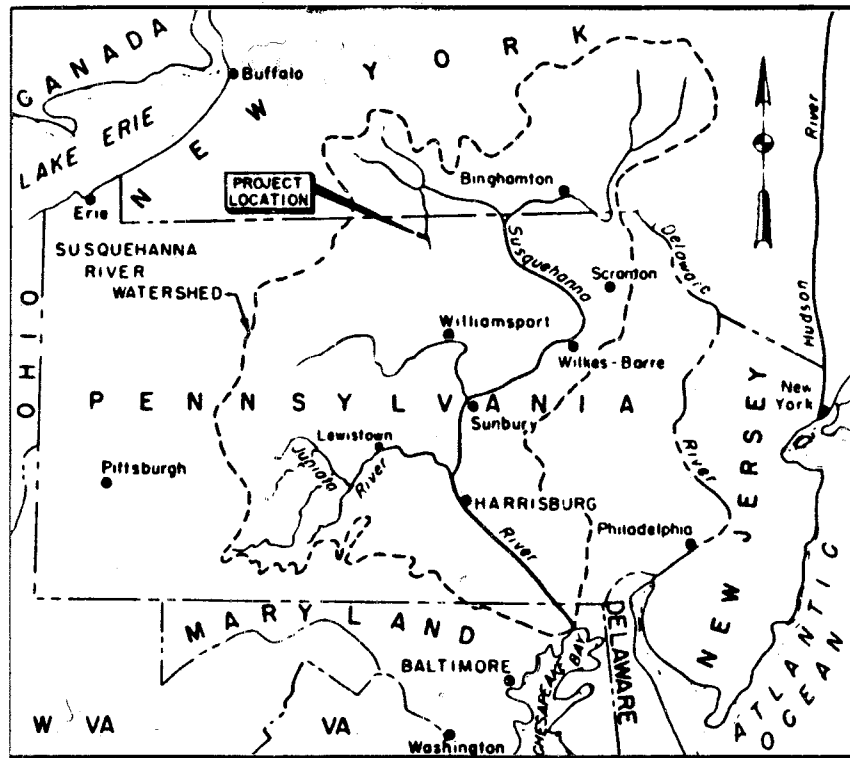 CANADA
NEW YORK
Buffalo
LAKE ERIE
Erie
PROJECT
LOCATION
Binghamton
SUSQUEHANNA
RIVER
WATERSHED
Susquehanna
Scranton
Delawaic
River
Hudson
OHIO
Williamsport
Wilkes-Barre
PENNSYLVANIA
Sunbury
New
York
NEW JERSEY
Lewistown
Juniata
River
Pittsburgh
HARRISBURG
River
Philadelphia
River
MARYLAND
BALTIMORE
CHESAPEAKE BAY
DELAWARE
ATLANTIC
OCEAN
W VA
VA
Washington